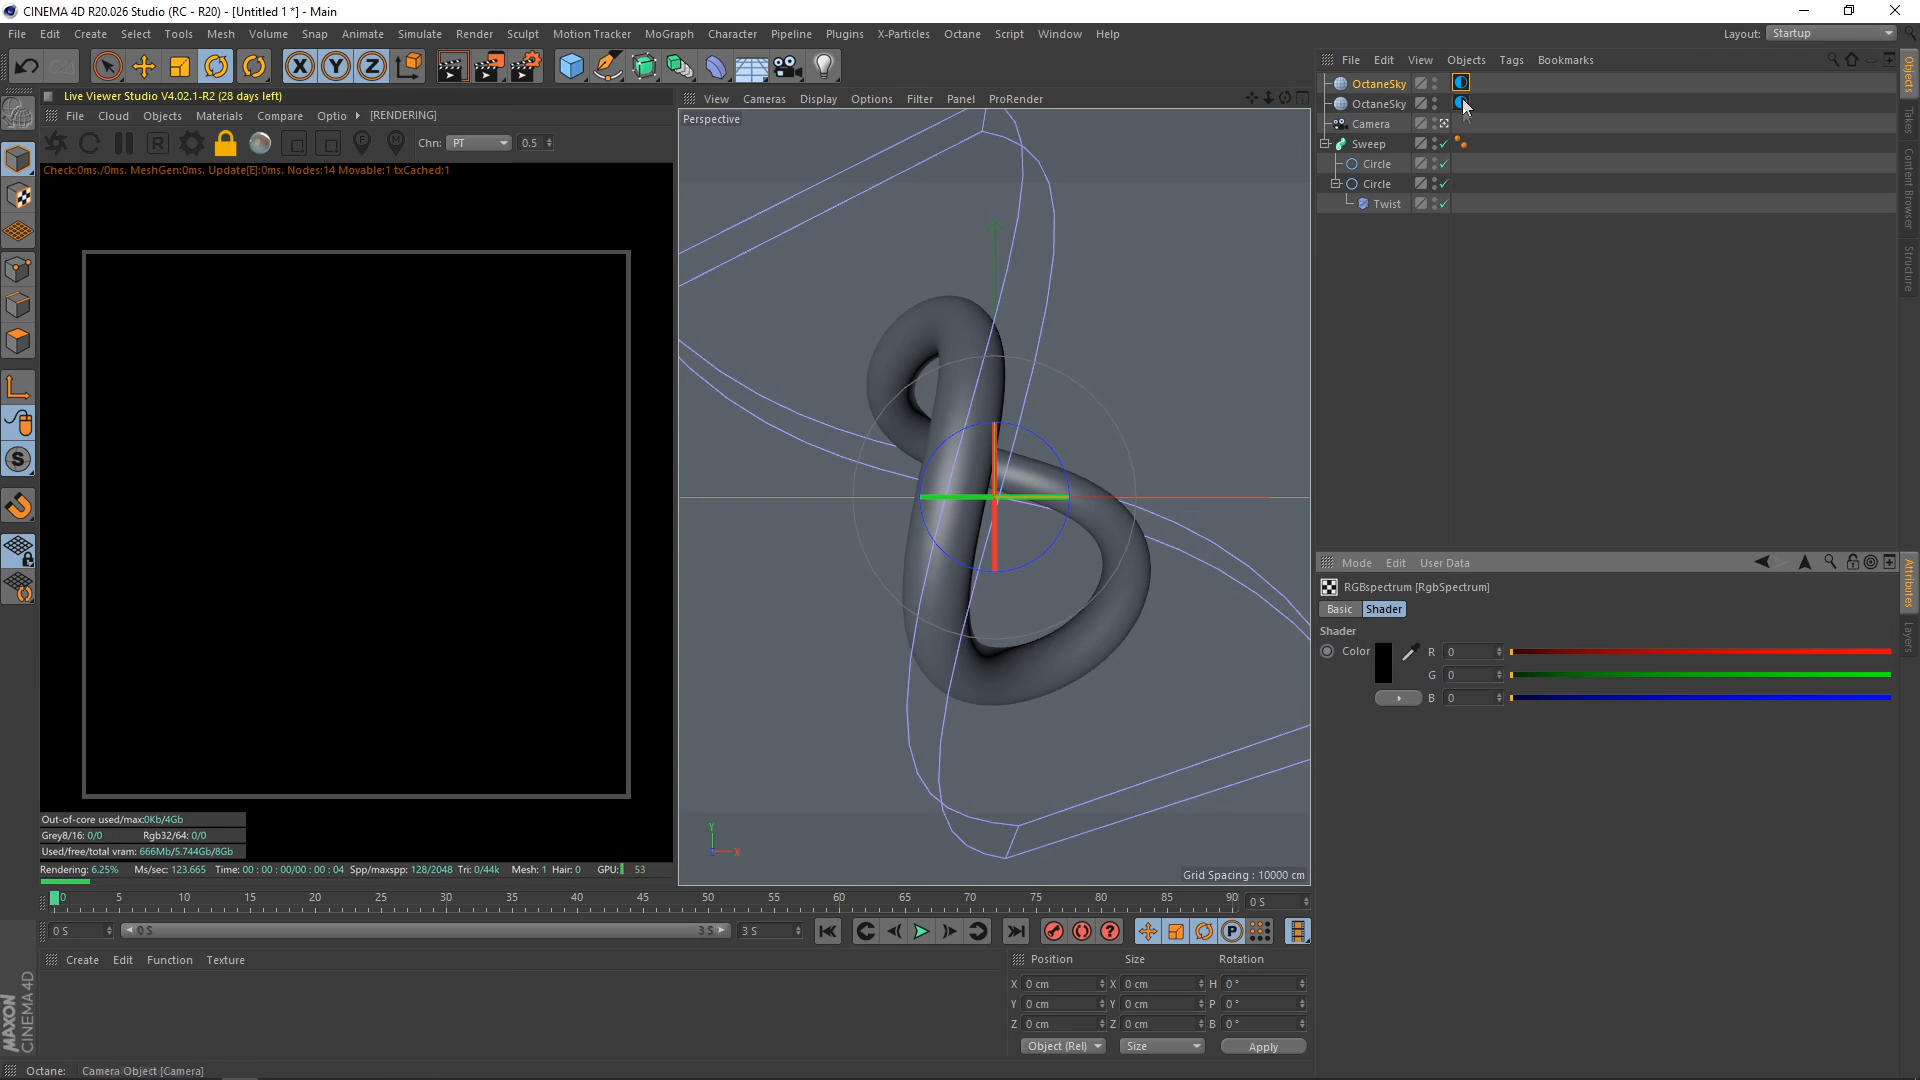 CINEMA 4D R20.026 Studio (RC - R20) - [Untitled 1 *] - Main
File Edit Create Select Tools Mesh Volume Snap Animate Simulate Render Sculpt Motion Tracker MoGraph Character Pipeline Plugins X-Particles Octane Script Window Help
Layout: Startup
X Y Z
File Edit View Objects Tags Bookmarks
OctaneSky
OctaneSky
Camera
Sweep
Circle
Circle
Twist
Objects
Takes
Content Browser
Structure
Live Viewer Studio V4.02.1-R2 (28 days left)
File Cloud Objects Materials Compare Optio [RENDERING]
R F M Chn: PT 0.5
Check:0ms./0ms. MeshGen:0ms. Update[E]:0ms. Nodes:14 Movable:1 txCached:1
View Cameras Display Options Filter Panel ProRender
Perspective
Y
X
Grid Spacing : 10000 cm
S
Out-of-core used/max:0Kb/4Gb
Grey8/16: 0/0 Rgb32/64: 0/0
Used/free/total vram: 666Mb/5.744Gb/8Gb
Rendering: 6.25% Ms/sec: 123.665 Time: 00 : 00 : 00/00 : 00 : 04 Spp/maxspp: 128/2048 Tri: 0/44k Mesh: 1 Hair: 0 GPU: 53
Mode Edit User Data
RGBspectrum [RgbSpectrum]
Basic Shader
Shader
Color R 0
G 0
B 0
Attributes
Layers
0 5 10 15 20 25 30 35 40 45 50 55 60 65 70 75 80 85 90 0 S
0 S 0 S 3 S 3 S
P
Create Edit Function Texture
Position Size Rotation
X 0 cm X 0 cm H 0 °
Y 0 cm Y 0 cm P 0 °
Z 0 cm Z 0 cm B 0 °
Object (Rel) Size Apply
MAXON
CINEMA 4D
Octane: Camera Object [Camera]